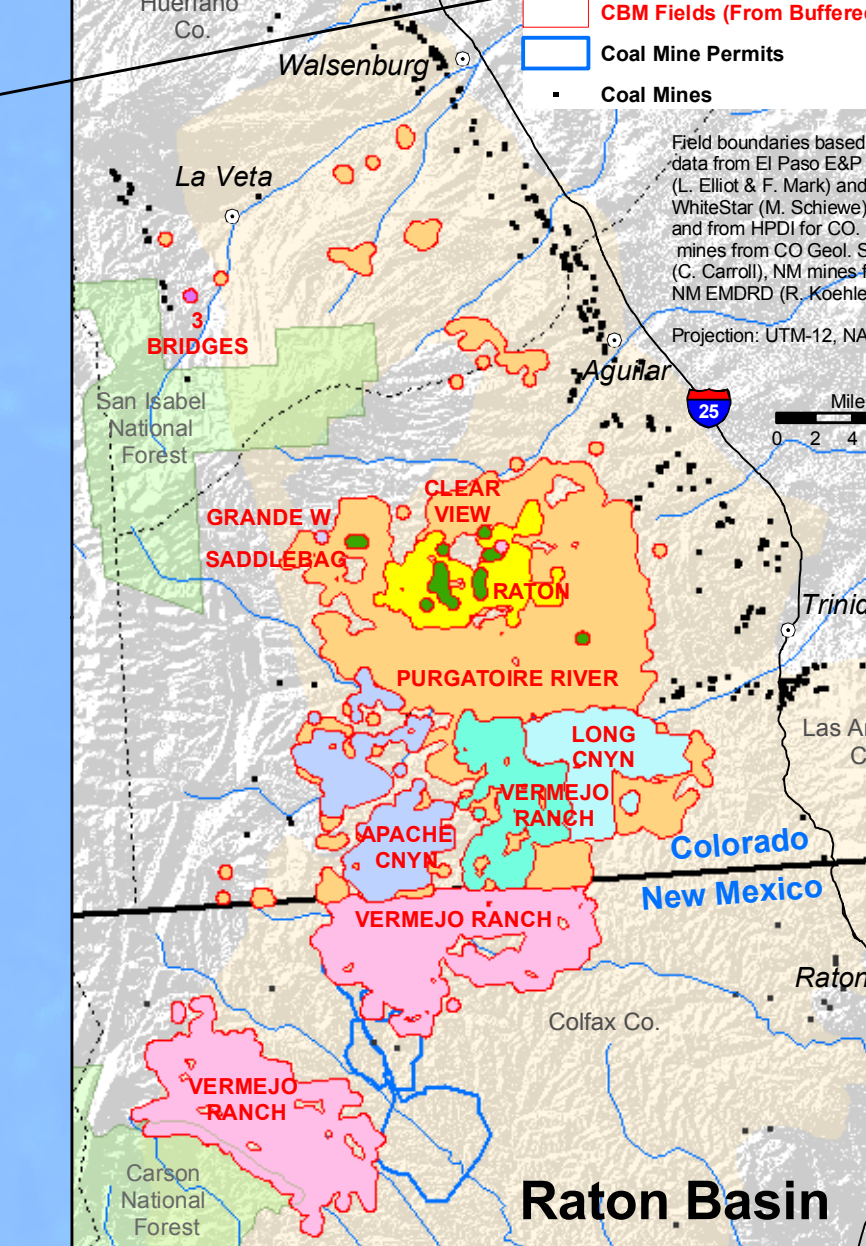 Huerfano
Co.
CBM Fields (From Buffered
Walsenburg
Coal Mine Permits
Coal Mines
Field boundaries based
data from El Paso E&P
(L. Elliot & F. Mark) and
WhiteStar (M. Schiewe)
and from HPDI for CO.
mines from CO Geol. S
(C. Carroll), NM mines f
NM EMDRD (R. Koehle
La Veta
3
BRIDGES
Projection: UTM-12, NA
Aguilar
Mile
25
0 2 4
San Isabel
National
Forest
CLEAR
VIEW
GRANDE W
SADDLEBAG
RATON
Trinid
PURGATOIRE RIVER
LONG
CNYN
Las A
C
VERMEJO
RANCH
APACHE
CNYN
Colorado
New Mexico
VERMEJO RANCH
Raton
Colfax Co.
VERMEJO
RANCH
Carson
National
Forest
Raton Basin